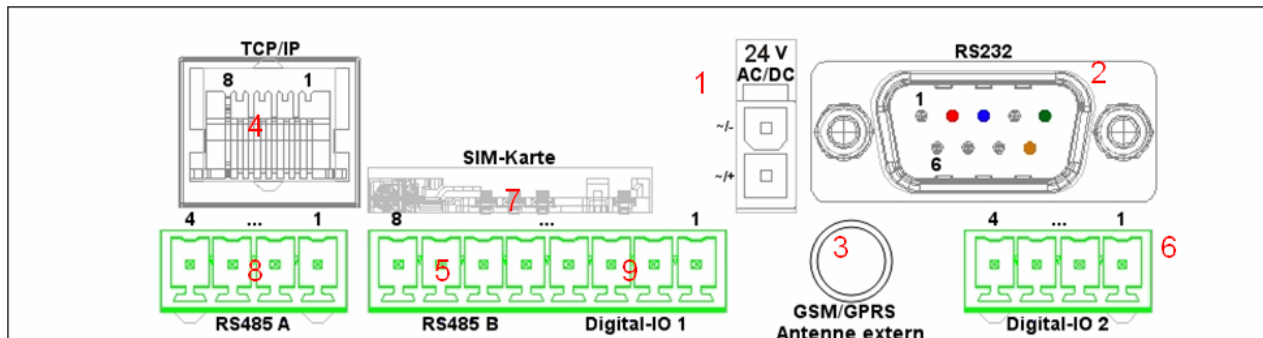 TCP/IP
8 1
4
SIM-Karte
7
24 V
AC/DC
1
~/-
~/+
RS232
2
1
6
4 ... 1
8
RS485 A
8 ... 1
5
9
RS485 B Digital-IO 1
3
GSM/GPRS
Antenne extern
4 ... 1
6
Digital-IO 2